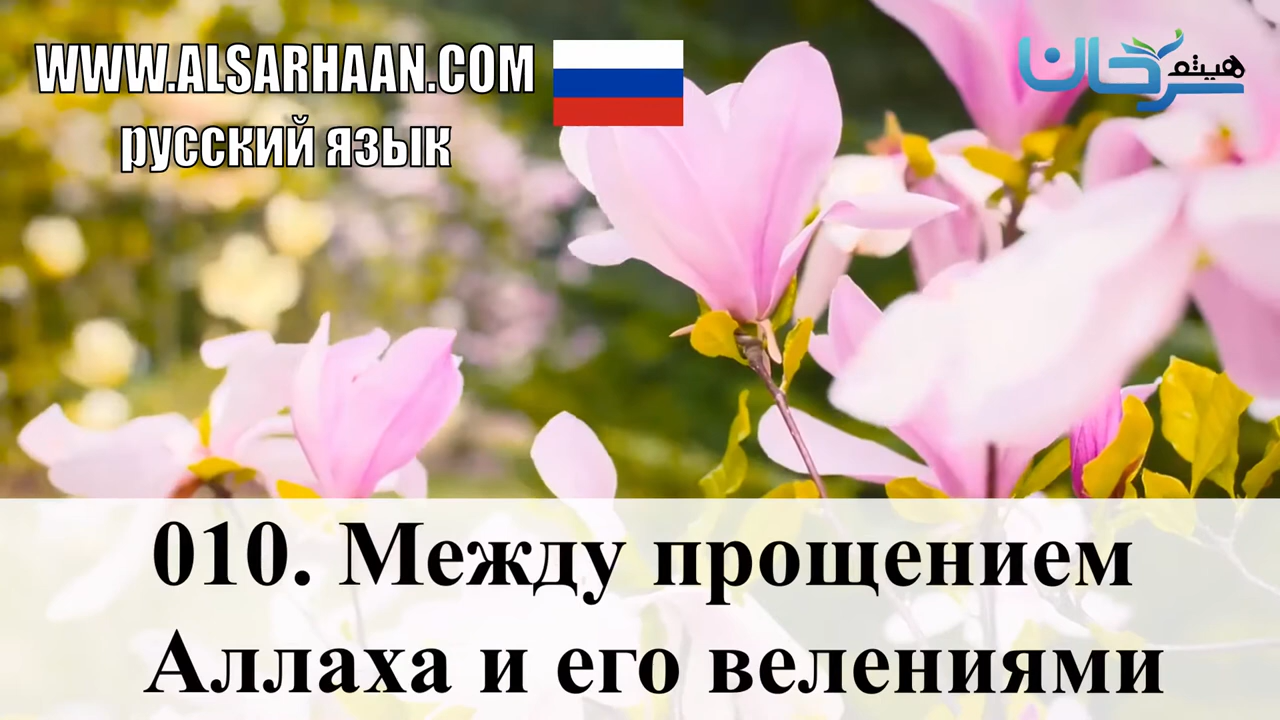 WWW.ALSARHAAN.COM
русский язык
هيثم
سرحان
010. Между прощением
Аллаха и его велениями